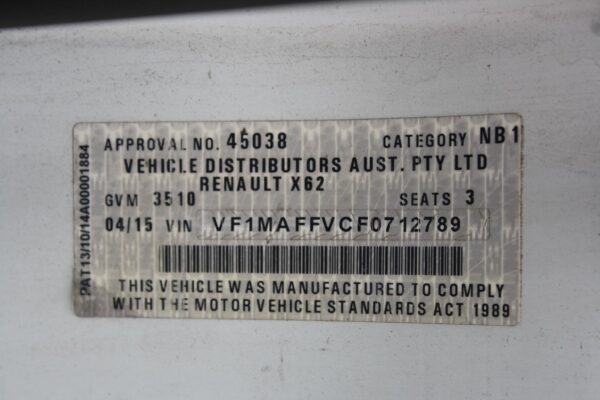 PAT13/10/14A00001884
APPROVAL NO. 45038 CATEGORY NB1
VEHICLE DISTRIBUTORS AUST. PTY LTD
RENAULT X62
GVM 3510 SEATS 3
04/15 VIN VF1MAFFVCF0712789
THIS VEHICLE WAS MANUFACTURED TO COMPLY
WITH THE MOTOR VEHICLE STANDARDS ACT 1989